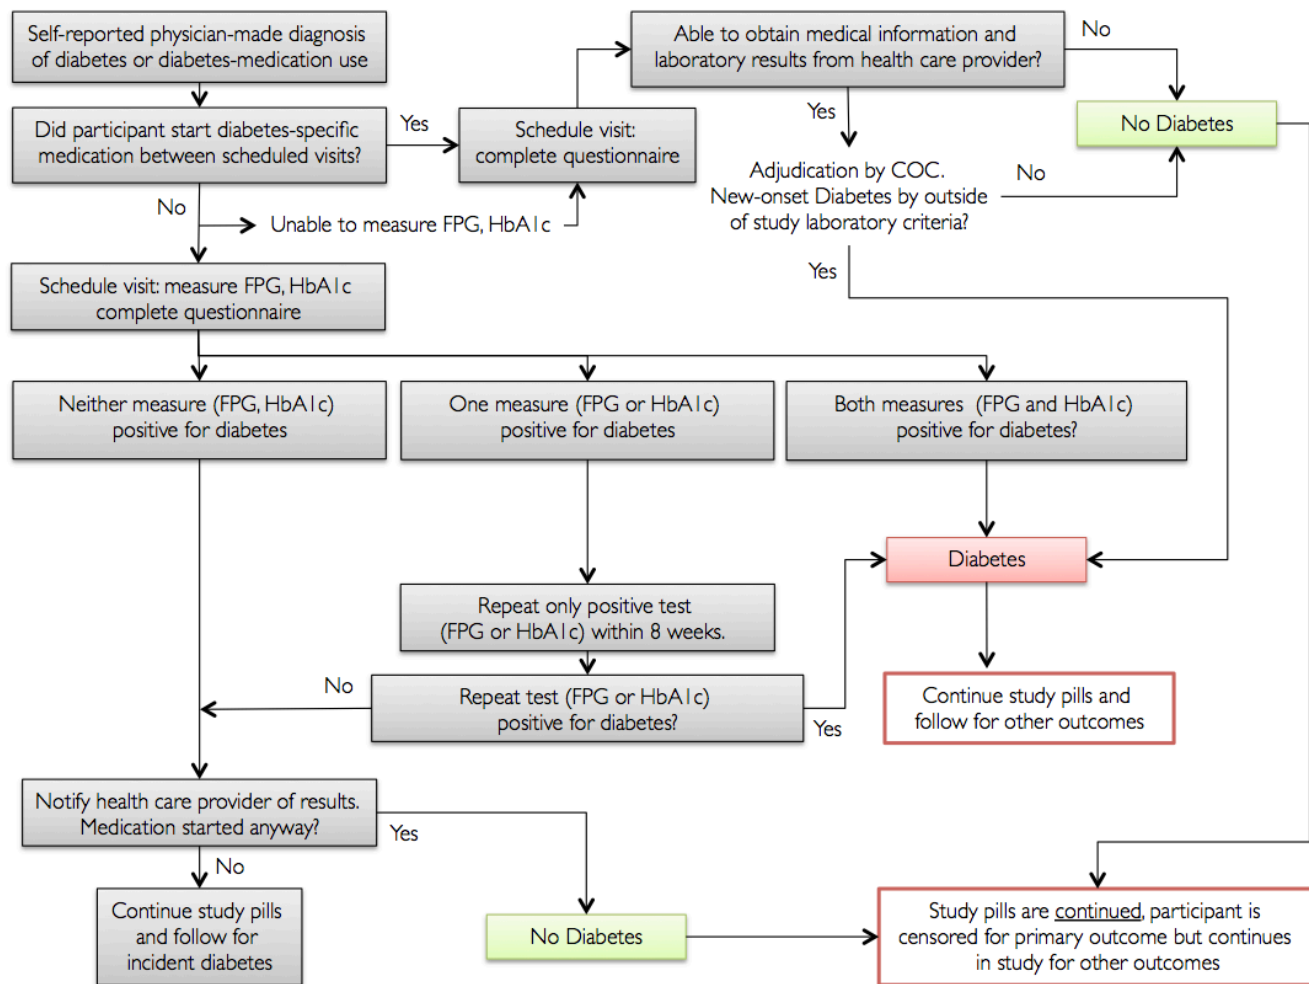 Self-reported physician-made diagnosis
of diabetes or diabetes-medication use
Able to obtain medical information and
laboratory results from health care provider?
No
Did participant start diabetes-specific
medication between scheduled visits?
Yes
Schedule visit:
complete questionnaire
Yes
No Diabetes
Adjudication by COC.
New-onset Diabetes by outside
of study laboratory criteria?
No
No
Unable to measure FPG, HbA1c
Yes
Schedule visit: measure FPG, HbA1c
complete questionnaire
Neither measure (FPG, HbA1c)
positive for diabetes
One measure (FPG or HbA1c)
positive for diabetes
Both measures (FPG and HbA1c)
positive for diabetes?
Diabetes
Repeat only positive test
(FPG or HbA1c) within 8 weeks.
No
Repeat test (FPG or HbA1c)
positive for diabetes?
Yes
Continue study pills and
follow for other outcomes
Notify health care provider of results.
Medication started anyway?
Yes
No
Continue study pills
and follow for
incident diabetes
No Diabetes
Study pills are continued, participant is
censored for primary outcome but continues
in study for other outcomes